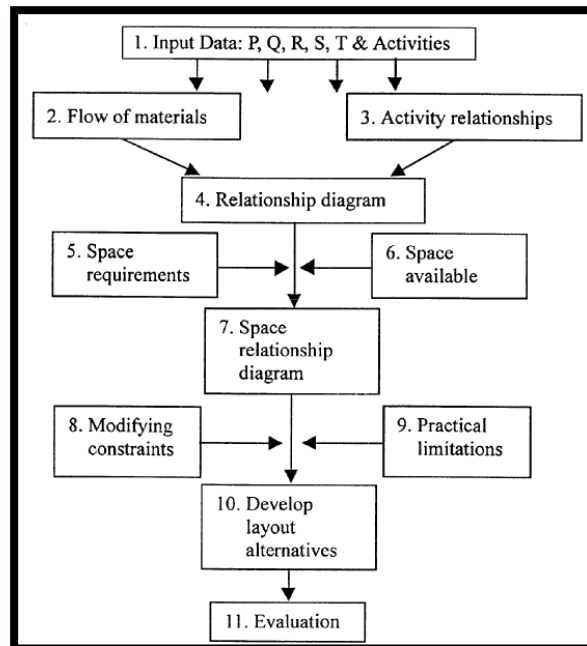 1. Input Data: P, Q, R, S, T & Activities
2. Flow of materials
3. Activity relationships
4. Relationship diagram
5. Space
requirements
6. Space
available
7. Space
relationship
diagram
8. Modifying
constraints
9. Practical
limitations
10. Develop
layout
alternatives
11. Evaluation